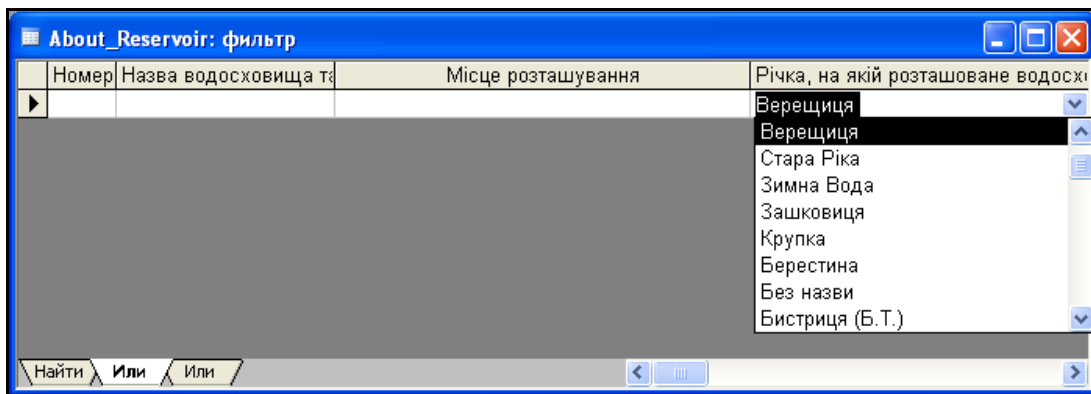 About_Reservoir: фильтр
Номер Назва водосховища та Місце розташування Річка, на якій розташоване водосхо
Верещиця
Верещиця
Стара Ріка
Зимна Вода
Зашковиця
Крупка
Берестина
Без назви
Бистриця (Б.Т.)
Найти Или Или